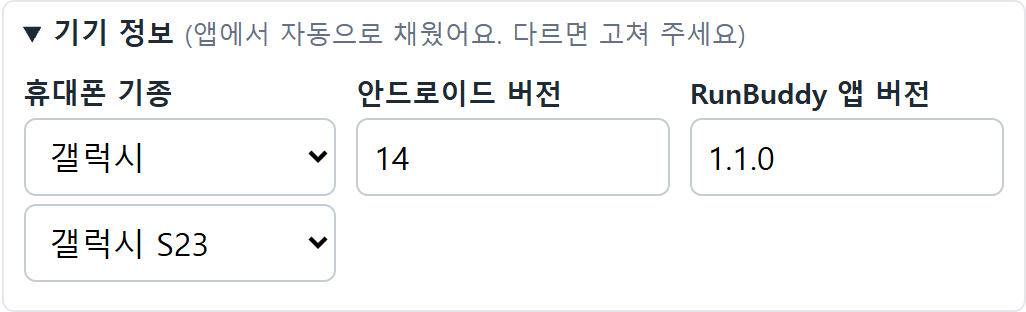 ▼ 기기 정보 (앱에서 자동으로 채웠어요. 다르면 고쳐 주세요)
휴대폰 기종 안드로이드 버전 RunBuddy 앱 버전
갤럭시 14 1.1.0
갤럭시 S23